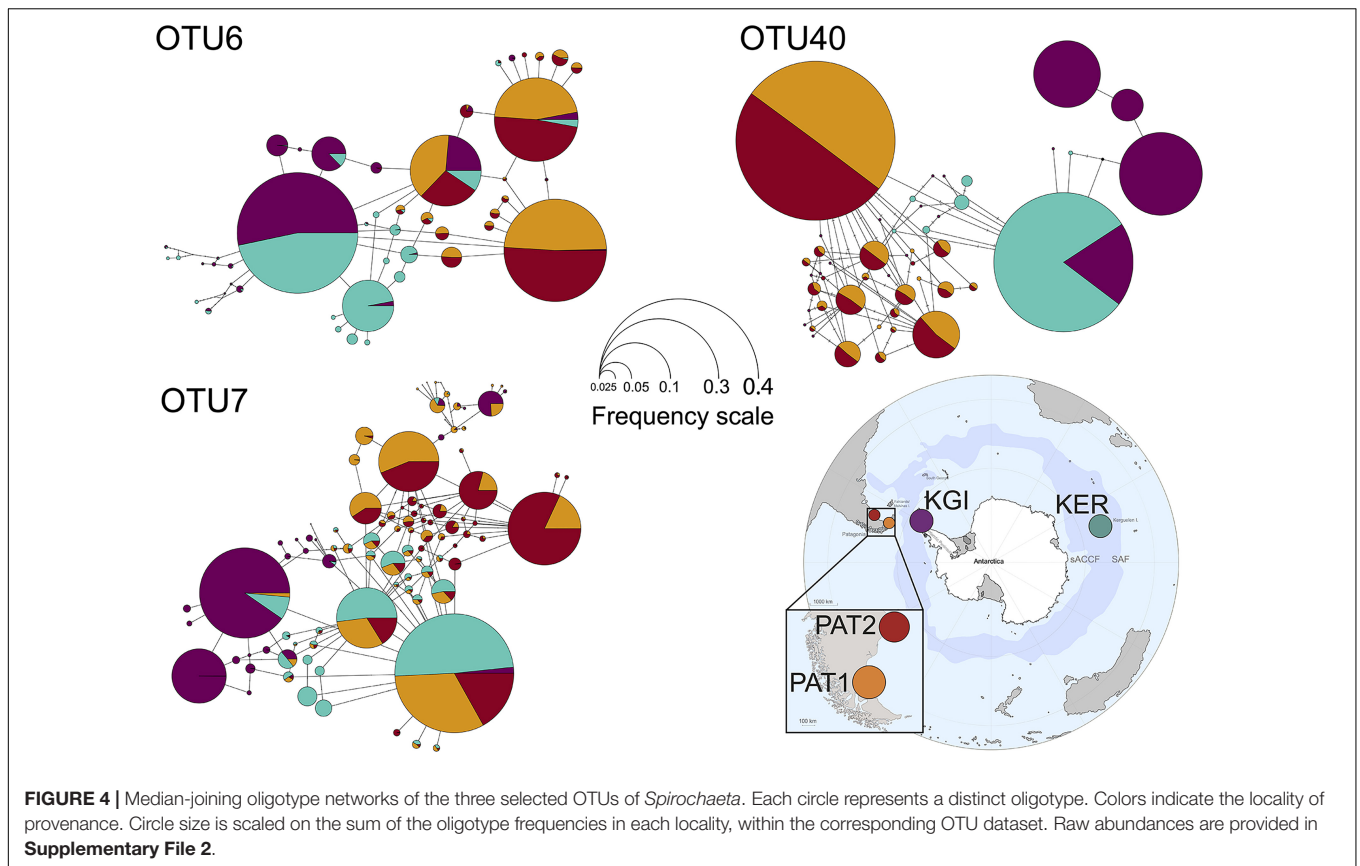 OTU6
OTU40
0.025 0.05 0.1 0.3 0.4
Frequency scale
OTU7
KGI
KER
South Georgia
Patagonia
Kerguelen I.
Antarctica
sACCF SAF
1000 km
PAT2
PAT1
100 km
FIGURE 4 | Median-joining oligotype networks of the three selected OTUs of Spirochaeta. Each circle represents a distinct oligotype. Colors indicate the locality of
provenance. Circle size is scaled on the sum of the oligotype frequencies in each locality, within the corresponding OTU dataset. Raw abundances are provided in
Supplementary File 2.